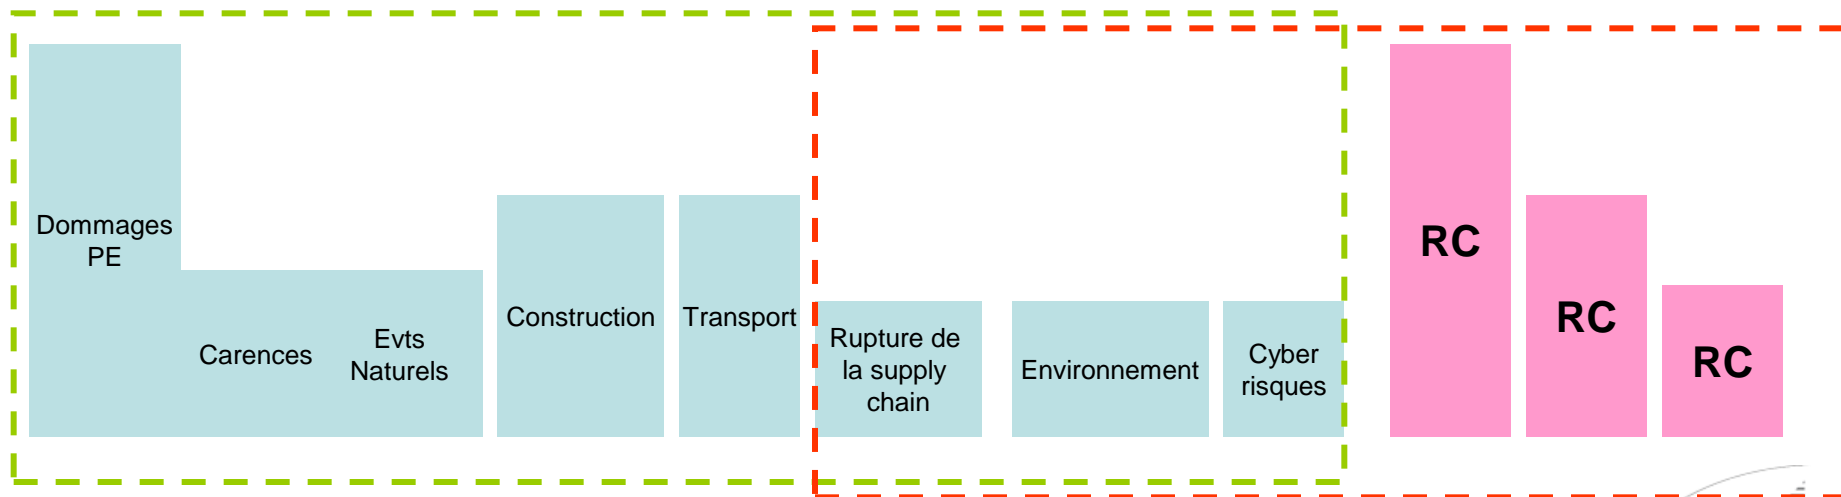 Dommages
PE
Carences
Evts
Naturels
Construction
Transport
Rupture de
la supply
chain
Environnement
Cyber
risques
RC
RC
RC